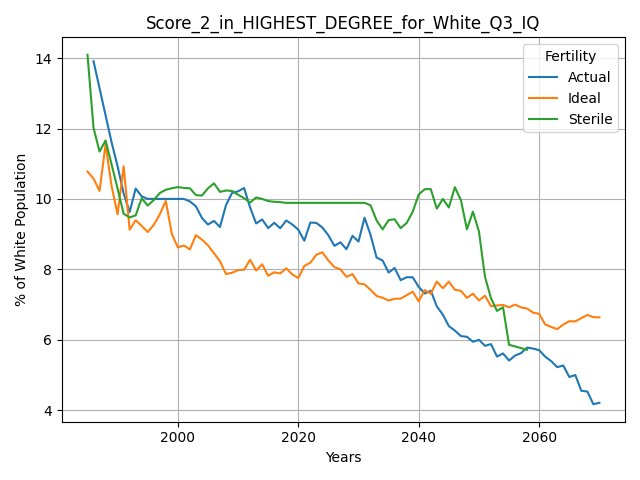 Score_2_in_HIGHEST_DEGREE_for_White_Q3_IQ
Fertility
Actual
Ideal
Sterile
% of White Population
14
12
10
8
6
4
2000
2020
2040
2060
Years